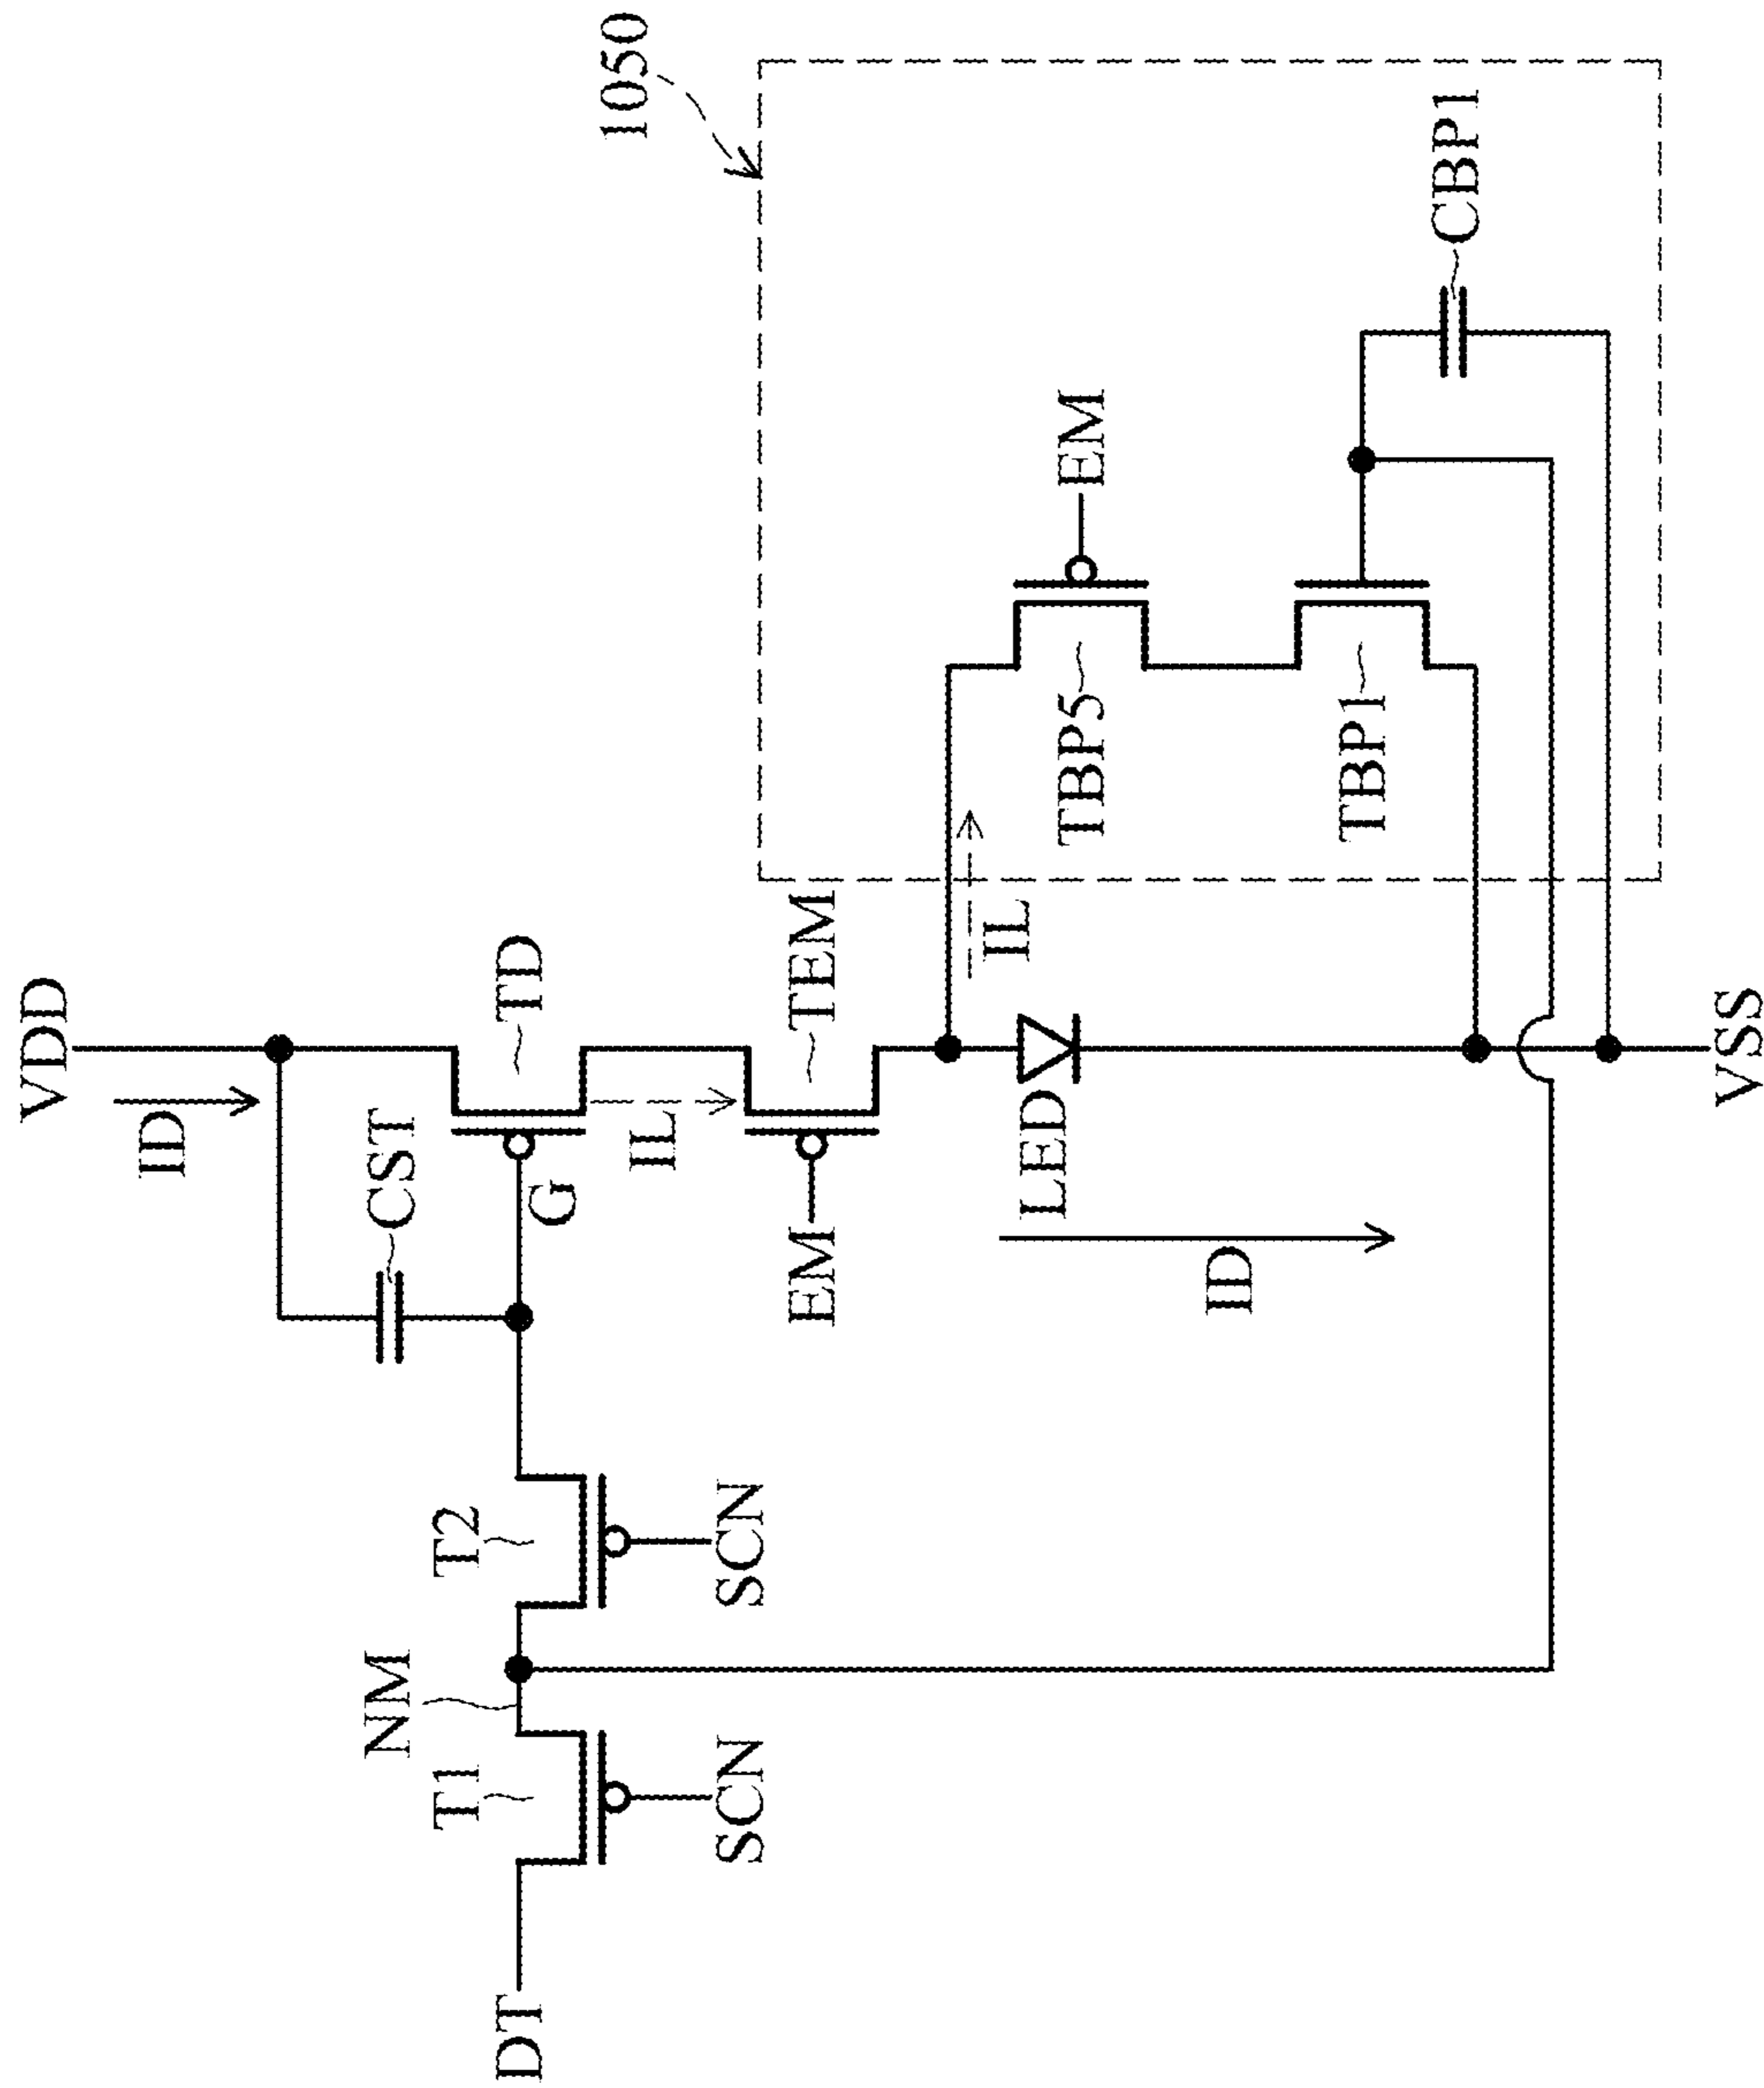 VDD
ID
CST
TD
G
IL
TEM
EM
LED
ID
IL
VSS
DT
T1
NM
T2
SCN
SCN
1050
TBP5
EM
TBP1
CBP1